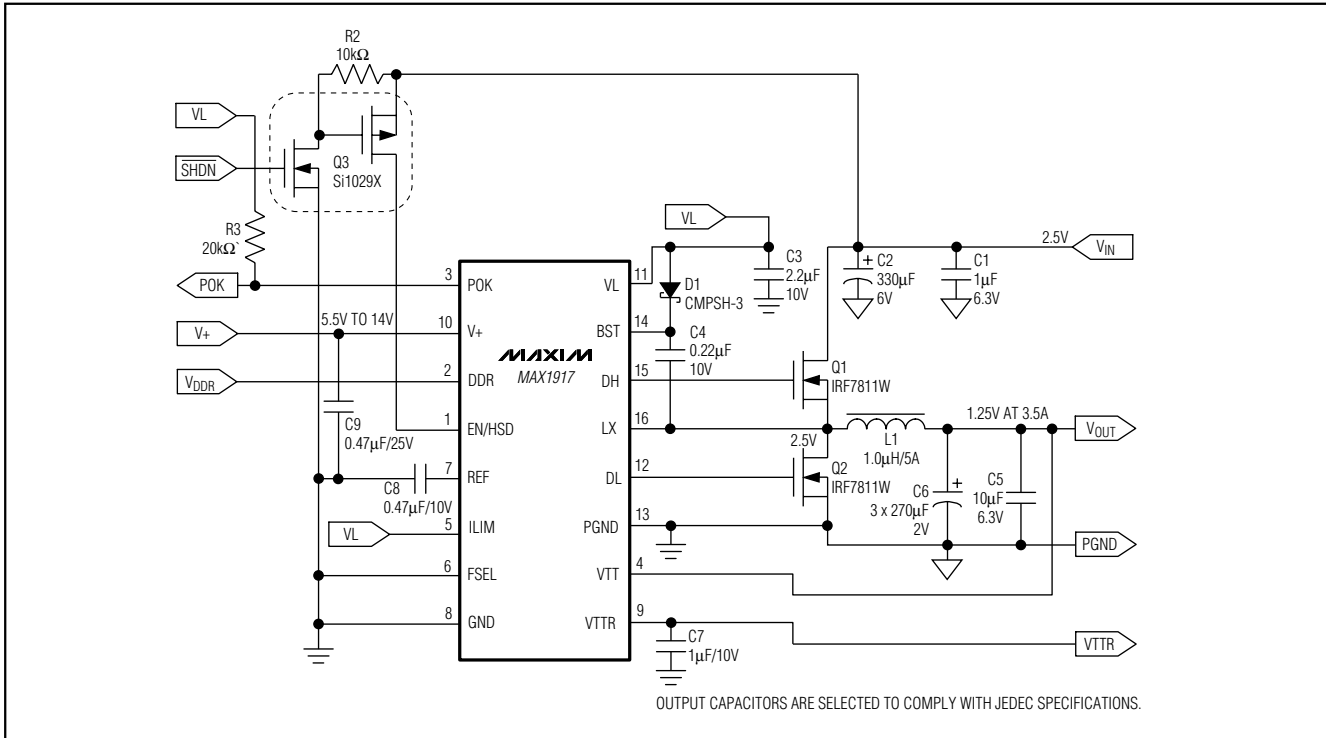 R2
10kΩ
VL
SHDN
Q3
Si1029X
R3
20kΩ`
POK
V+
5.5V TO 14V
VDDR
C9
0.47µF/25V
C8
0.47µF/10V
VL
3
POK
10
V+
2
DDR
1
EN/HSD
7
REF
5
ILIM
6
FSEL
8
GND
MAXIM
MAX1917
VL
11
BST
14
DH
15
LX
16
DL
12
PGND
13
VTT
4
VTTR
9
VL
D1
CMPSH-3
C3
2.2µF
10V
C4
0.22µF
10V
2.5V
VIN
C2
330µF
6V
+
C1
1µF
6.3V
Q1
IRF7811W
2.5V
L1
1.0µH/5A
1.25V AT 3.5A
VOUT
Q2
IRF7811W
C6
3 x 270µF
2V
+
C5
10µF
6.3V
PGND
C7
1µF/10V
VTTR
OUTPUT CAPACITORS ARE SELECTED TO COMPLY WITH JEDEC SPECIFICATIONS.